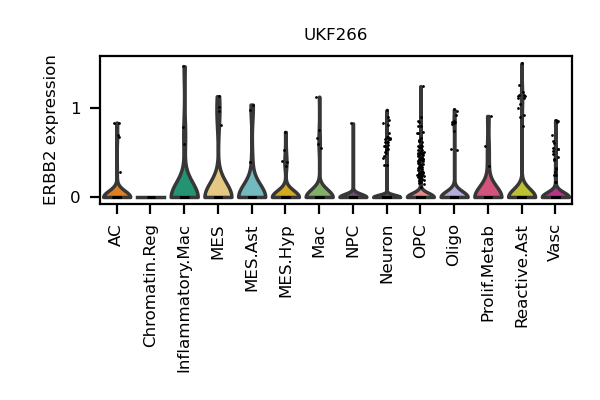 UKF266
ERBB2 expression
1
0
AC
Chromatin.Reg
Inflammatory.Mac
MES
MES.Ast
MES.Hyp
Mac
NPC
Neuron
OPC
Oligo
Prolif.Metab
Reactive.Ast
Vasc